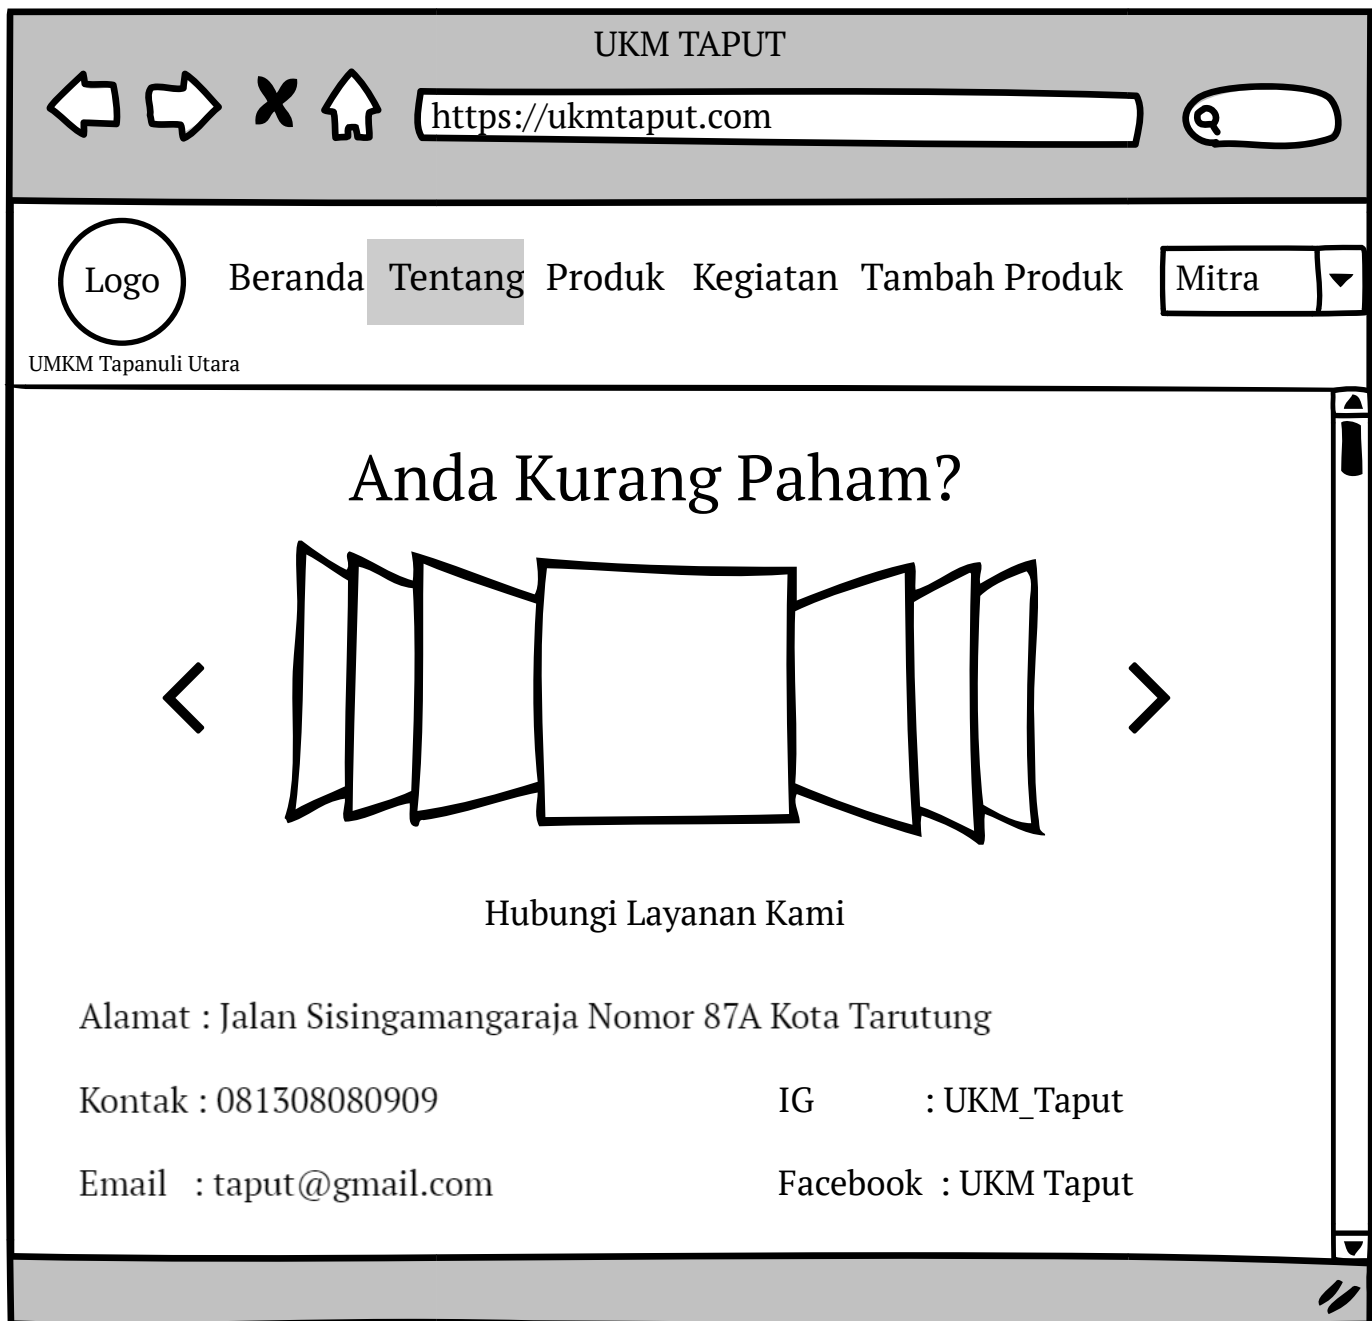 UKM TAPUT
https://ukmtaput.com
Logo
UMKM Tapanuli Utara
Beranda Tentang Produk Kegiatan Tambah Produk Mitra
Anda Kurang Paham?
Hubungi Layanan Kami
Alamat : Jalan Sisingamangaraja Nomor 87A Kota Tarutung
Kontak : 081308080909 IG : UKM_Taput
Email : taput@gmail.com Facebook : UKM Taput